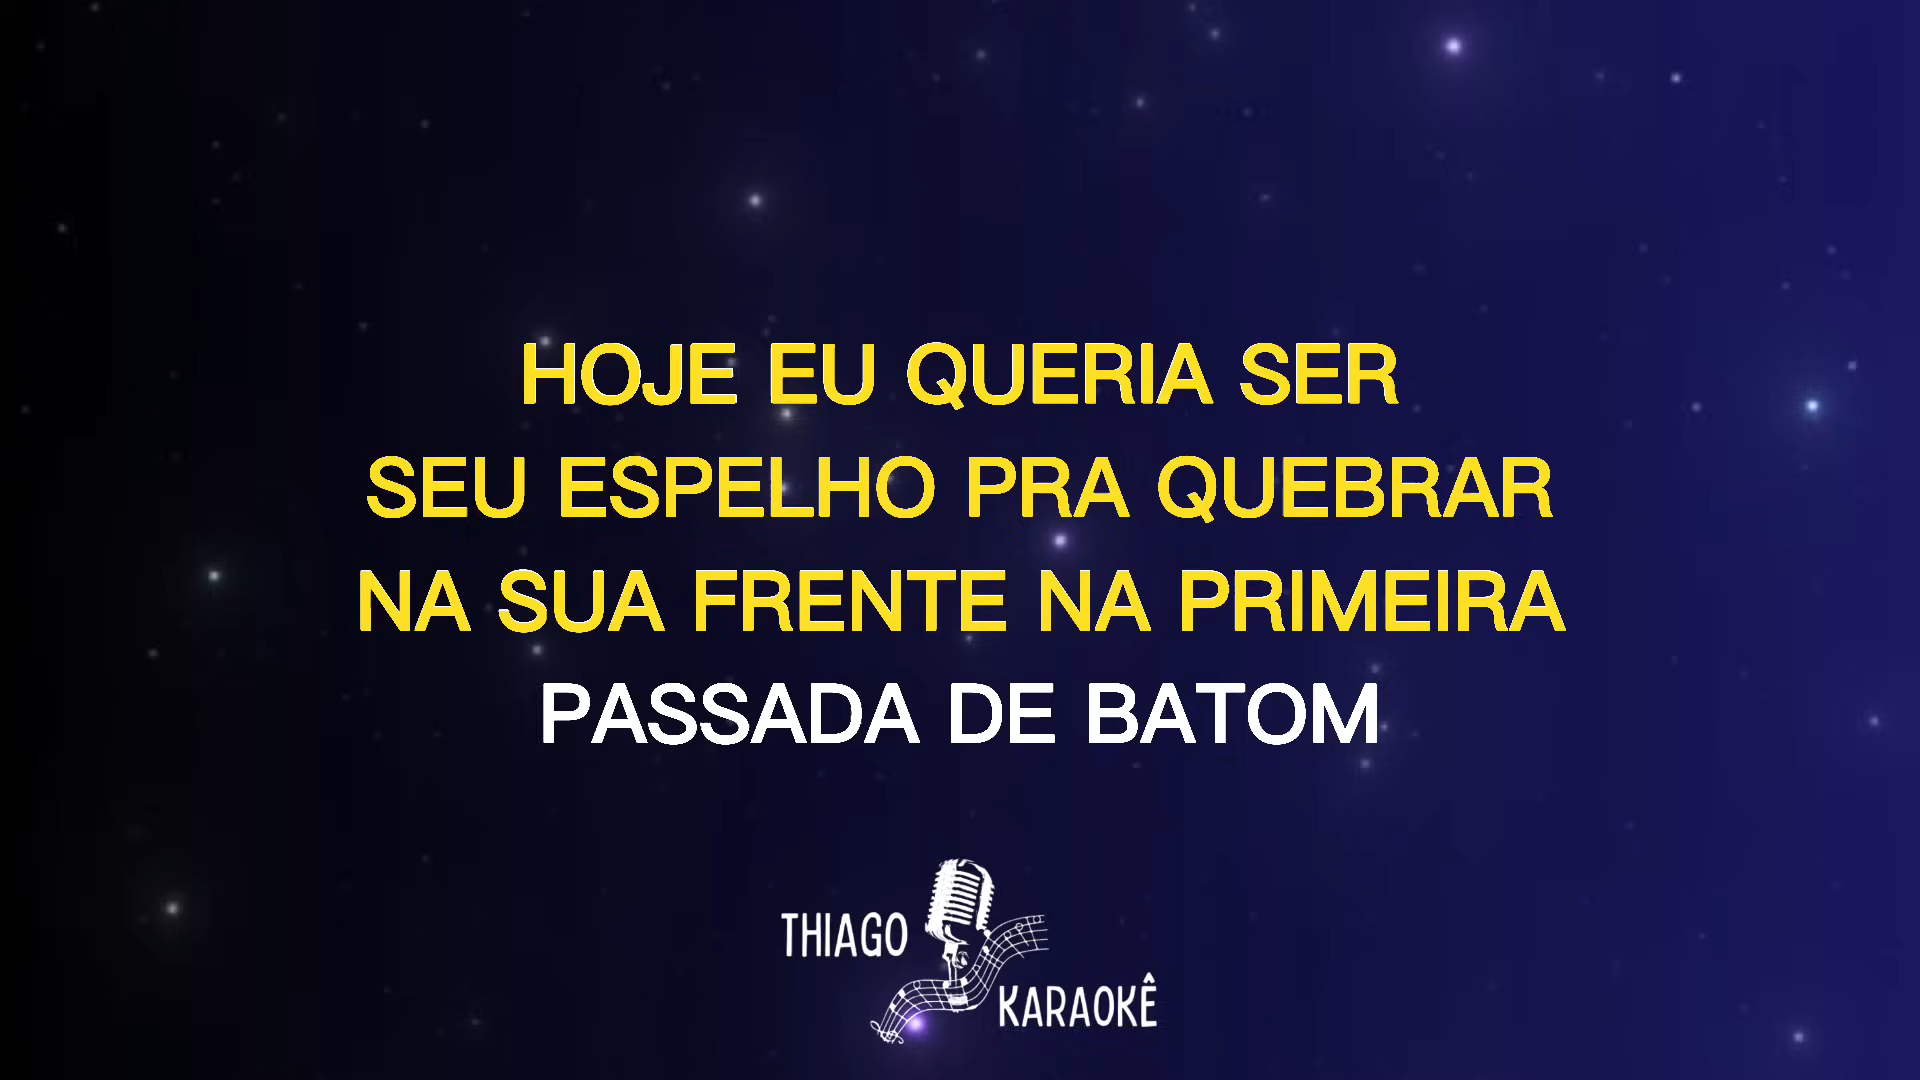 HOJE EU QUERIA SER
SEU ESPELHO PRA QUEBRAR
NA SUA FRENTE NA PRIMEIRA
PASSADA DE BATOM
THIAGO
KARAOKÊ